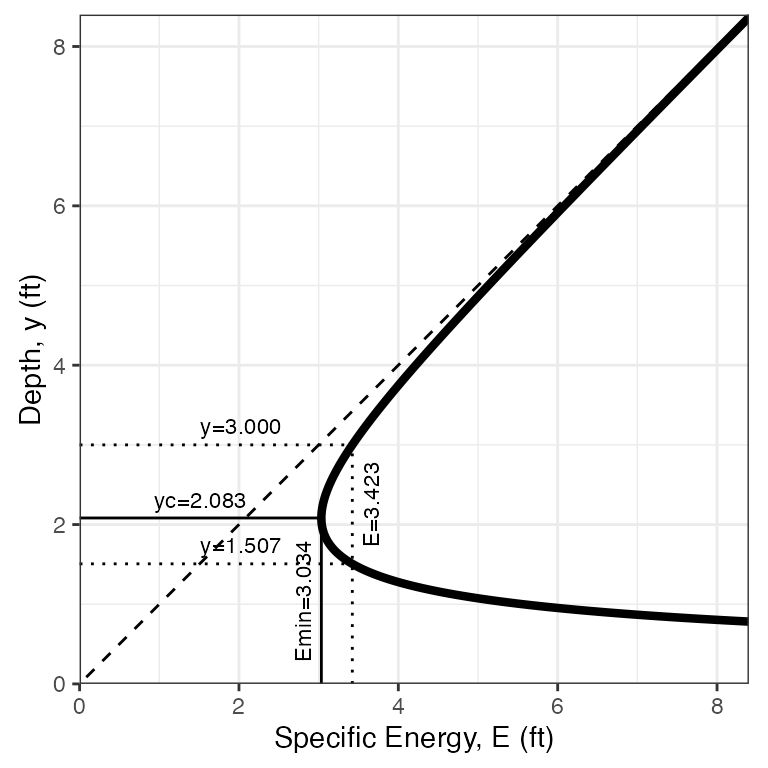 8
6
4
2
0
Depth, y (ft)
y=3.000
yc=2.083
y=1.507
Emin=3.034
E=3.423
0
2
4
6
8
Specific Energy, E (ft)